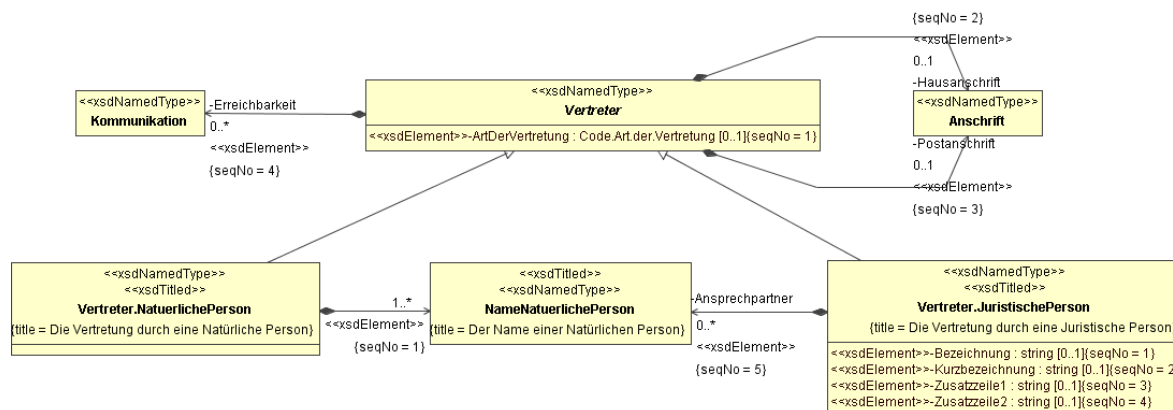 {seqNo = 2}
<<xsdElement>>
0..1
-Hausanschrift
<<xsdNamedType>>
Kommunikation
-Erreichbarkeit
0..*
<<xsdElement>>
{seqNo = 4}
<<xsdNamedType>>
Vertreter
<<xsdElement>>-ArtDerVertretung : Code.Art.der.Vertretung [0..1]{seqNo = 1}
<<xsdNamedType>>
Anschrift
-Postanschrift
0..1
<<xsdElement>>
{seqNo = 3}
<<xsdNamedType>>
<<xsdTitled>>
Vertreter.NatuerlichePerson
{title = Die Vertretung durch eine Natürliche Person}
1..*
<<xsdElement>>
{seqNo = 1}
<<xsdTitled>>
<<xsdNamedType>>
NameNatuerlichePerson
{title = Der Name einer Natürlichen Person}
-Ansprechpartner
0..*
<<xsdElement>>
{seqNo = 5}
<<xsdNamedType>>
<<xsdTitled>>
Vertreter.JuristischePerson
{title = Die Vertretung durch eine Juristische Person
<<xsdElement>>-Bezeichnung : string [0..1]{seqNo = 1}
<<xsdElement>>-Kurzbezeichnung : string [0..1]{seqNo = 2
<<xsdElement>>-Zusatzzeile1 : string [0..1]{seqNo = 3}
<<xsdElement>>-Zusatzzeile2 : string [0..1]{seqNo = 4}